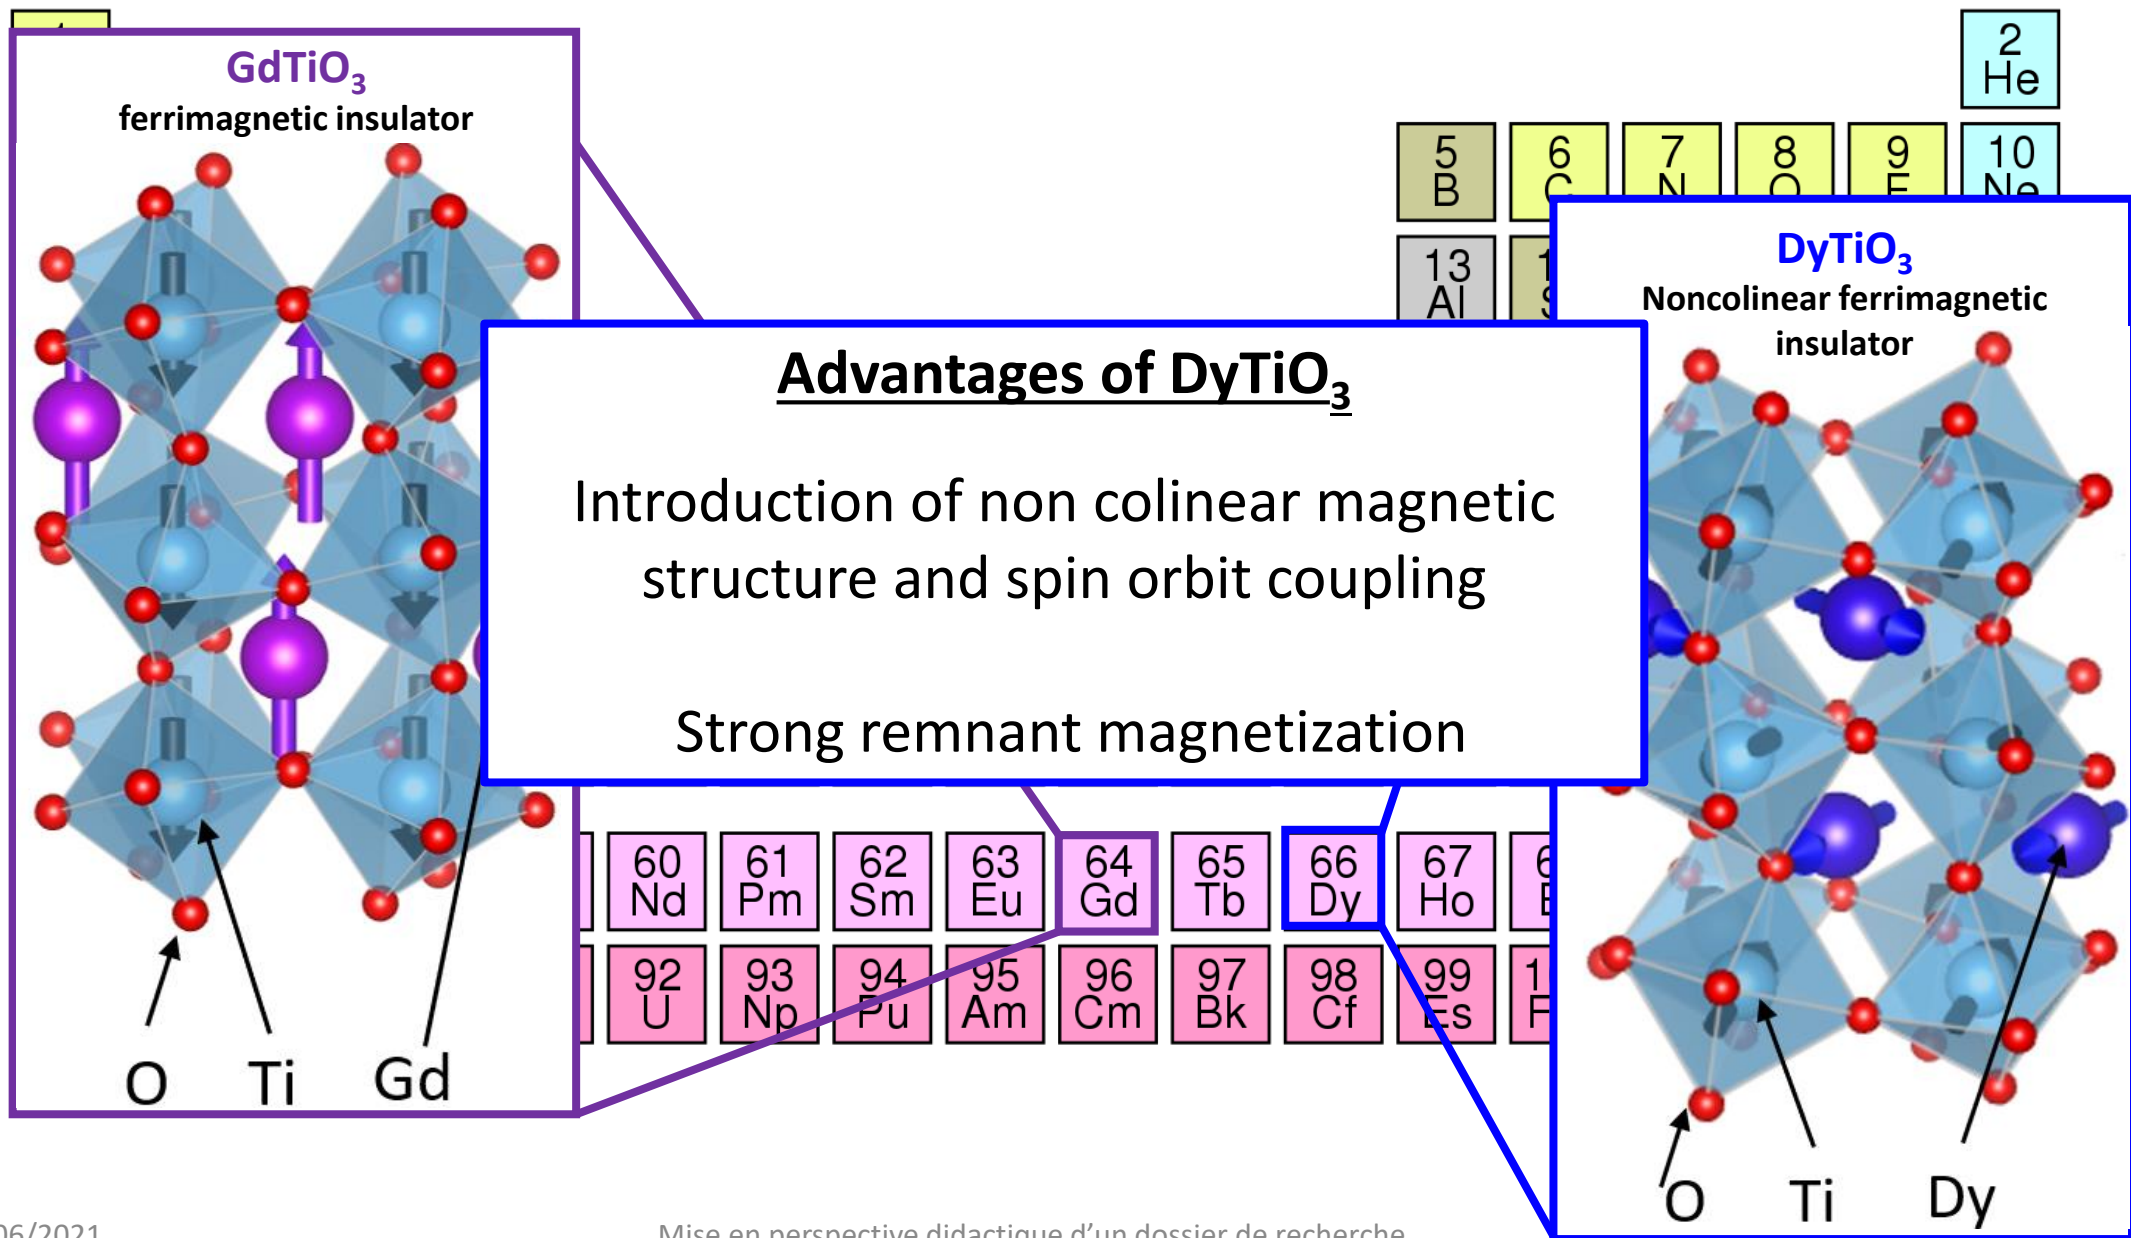 GdTiO₃
ferrimagnetic insulator
2
He
5
B
6
C
7
N
8
O
9
F
10
Ne
13
Al
DyTiO₃
Noncolinear ferrimagnetic
insulator
Advantages of DyTiO₃
Introduction of non colinear magnetic
structure and spin orbit coupling
Strong remnant magnetization
60
Nd
61
Pm
62
Sm
63
Eu
64
Gd
65
Tb
66
Dy
67
Ho
92
U
93
Np
94
Pu
95
Am
96
Cm
97
Bk
98
Cf
99
Es
O Ti Gd
O Ti Dy
06/2021
Mise en perspective didactique d'un dossier de recherche